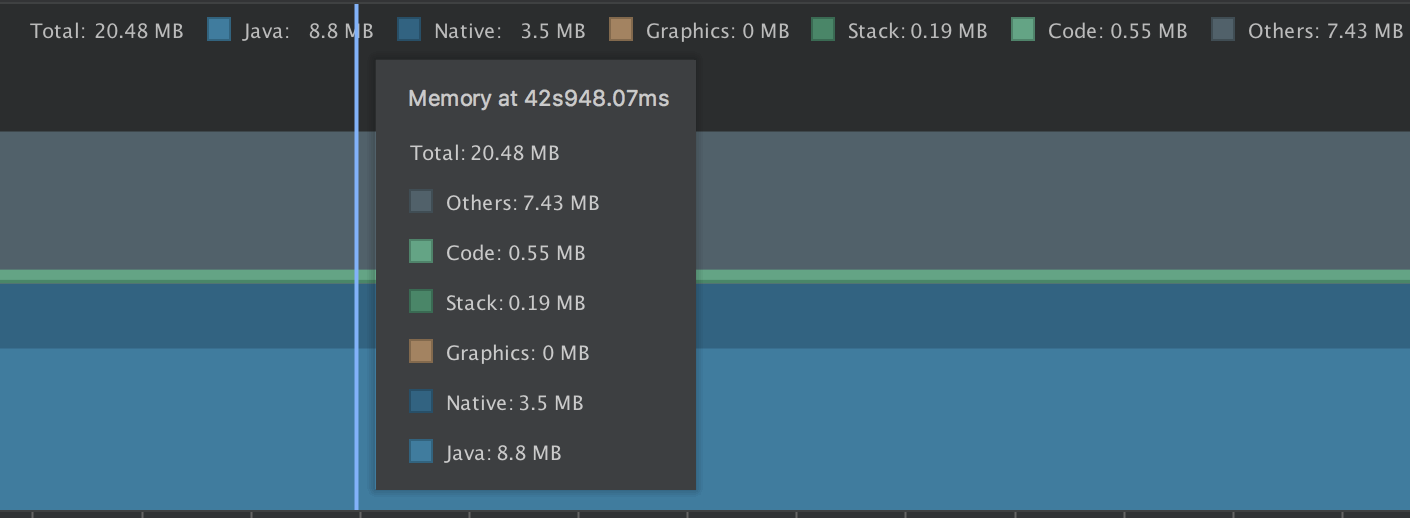 Total: 20.48 MB Java: 8.8 MB Native: 3.5 MB Graphics: 0 MB Stack: 0.19 MB Code: 0.55 MB Others: 7.43 MB
Memory at 42s948.07ms
Total: 20.48 MB
Others: 7.43 MB
Code: 0.55 MB
Stack: 0.19 MB
Graphics: 0 MB
Native: 3.5 MB
Java: 8.8 MB